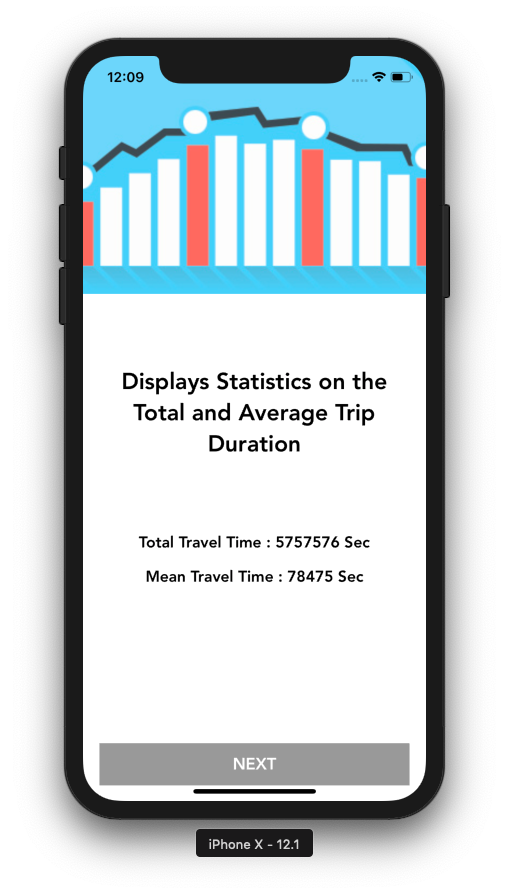 12:09
Displays Statistics on the
Total and Average Trip
Duration
Total Travel Time : 5757576 Sec
Mean Travel Time : 78475 Sec
NEXT
iPhone X - 12.1